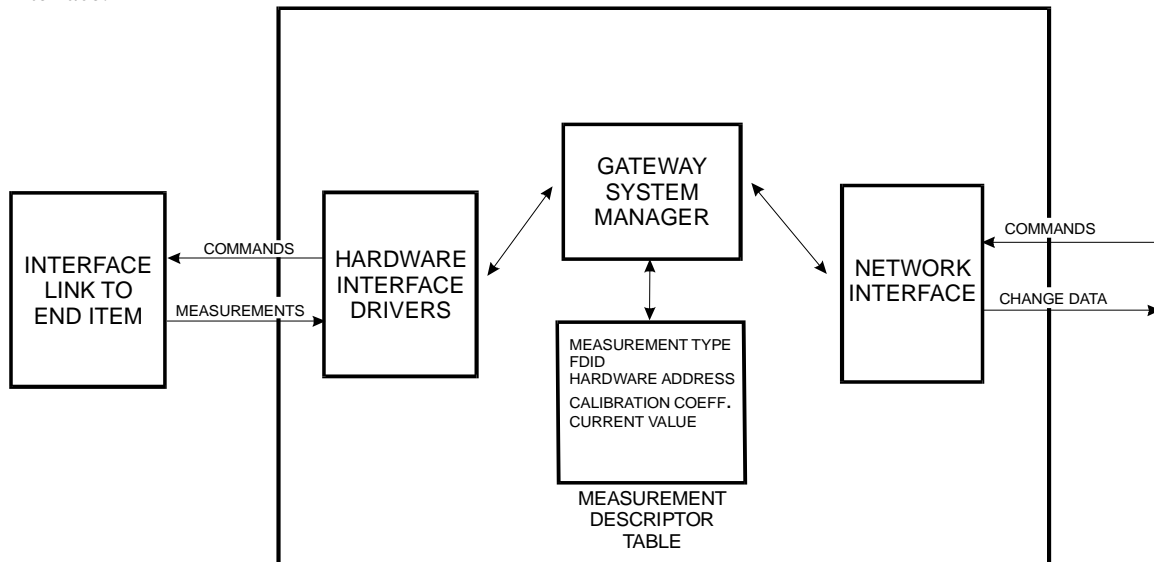 GATEWAY
SYSTEM
MANAGER
INTERFACE
LINK TO
END ITEM
COMMANDS
MEASUREMENTS
HARDWARE
INTERFACE
DRIVERS
NETWORK
INTERFACE
COMMANDS
CHANGE DATA
MEASUREMENT TYPE
FDID
HARDWARE ADDRESS
CALIBRATION COEFF.
CURRENT VALUE
MEASUREMENT
DESCRIPTOR
TABLE